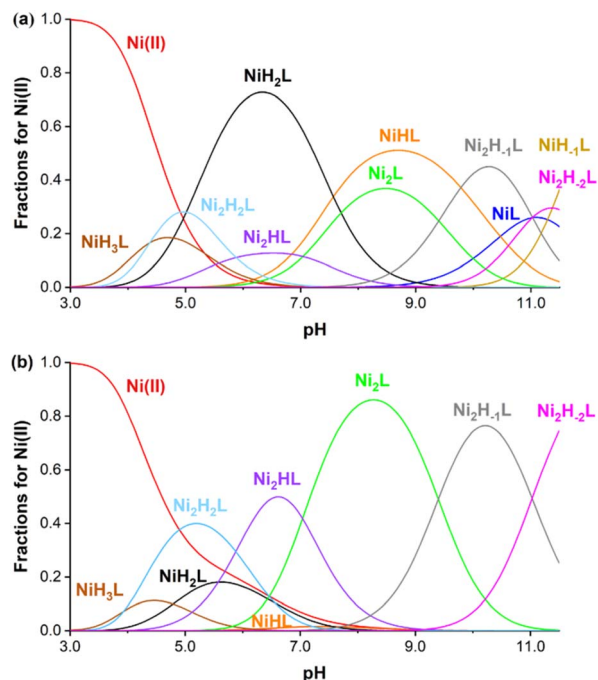 (a)
Fractions for Ni(II)
1.0
0.8
0.6
0.4
0.2
0.0
Ni(II)
NiH₂L
NiHL
Ni₂H₋₁L
NiH₋₁L
Ni₂H₋₂L
Ni₂H₂L
Ni₂L
NiL
NiH₃L
Ni₂HL
3.0 5.0 7.0 9.0 11.0
pH
(b)
Fractions for Ni(II)
1.0
0.8
0.6
0.4
0.2
0.0
Ni(II)
Ni₂L
Ni₂H₋₁L
Ni₂H₋₂L
Ni₂HL
Ni₂H₂L
NiH₂L
NiH₃L
NiHL
3.0 5.0 7.0 9.0 11.0
pH